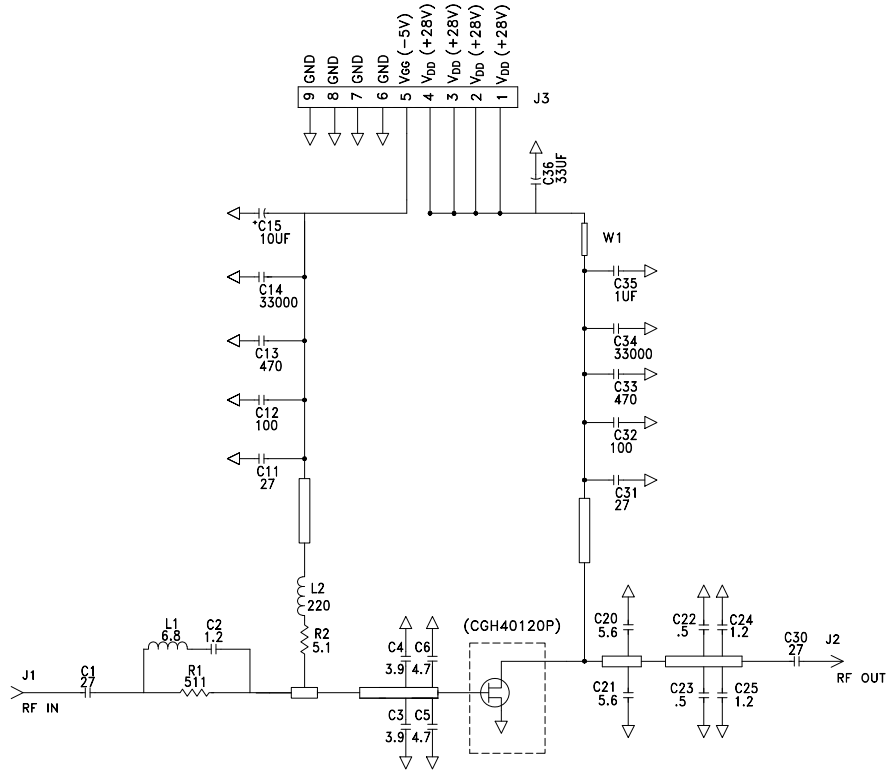 GND
GND
GND
GND
VGG (-5V)
VDD (+28V)
VDD (+28V)
VDD (+28V)
VDD (+28V)
9 8 7 6 5 4 3 2 1
J3
C36
33UF
+C15
10UF
W1
C14
33000
C35
1UF
C13
470
C34
33000
C33
470
C12
100
C32
100
C11
27
C31
27
L2
220
R2
5.1
(CGH40120P)
L1
6.8
C2
1.2
R1
511
J1
RF IN
C1
27
C4
3.9
C6
4.7
C3
3.9
C5
4.7
C20
5.6
C22
.5
C24
1.2
C21
5.6
C23
.5
C25
1.2
C30
27
J2
RF OUT